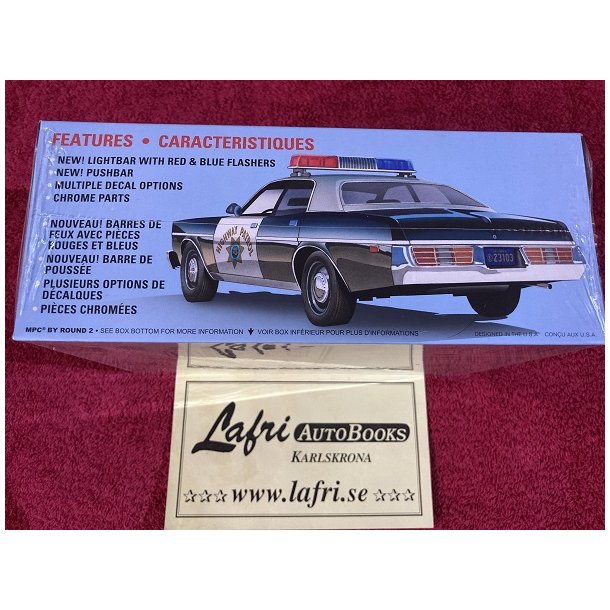 FEATURES • CARACTERISTIQUES
• NEW! LIGHTBAR WITH RED & BLUE FLASHERS
• NEW! PUSHBAR
• MULTIPLE DECAL OPTIONS
• CHROME PARTS
• NOUVEAU! BARRES DE
FEUX AVEC PIÈCES
ROUGES ET BLEUS
• NOUVEAU! BARRE DE
POUSSÉE
• PLUSIEURS OPTIONS DE
DÉCALQUES
• PIÈCES CHROMÉES
HIGHWAY PATROL
23103
MPC® BY ROUND 2 • SEE BOX BOTTOM FOR MORE INFORMATION VOIR BOX INFÉRIEUR POUR PLUS D'INFORMATIONS
DESIGNED IN THE U.S.A. CONÇU AUX U.S.A.
Lafri AUTOBOOKS
KARLSKRONA
www.lafri.se